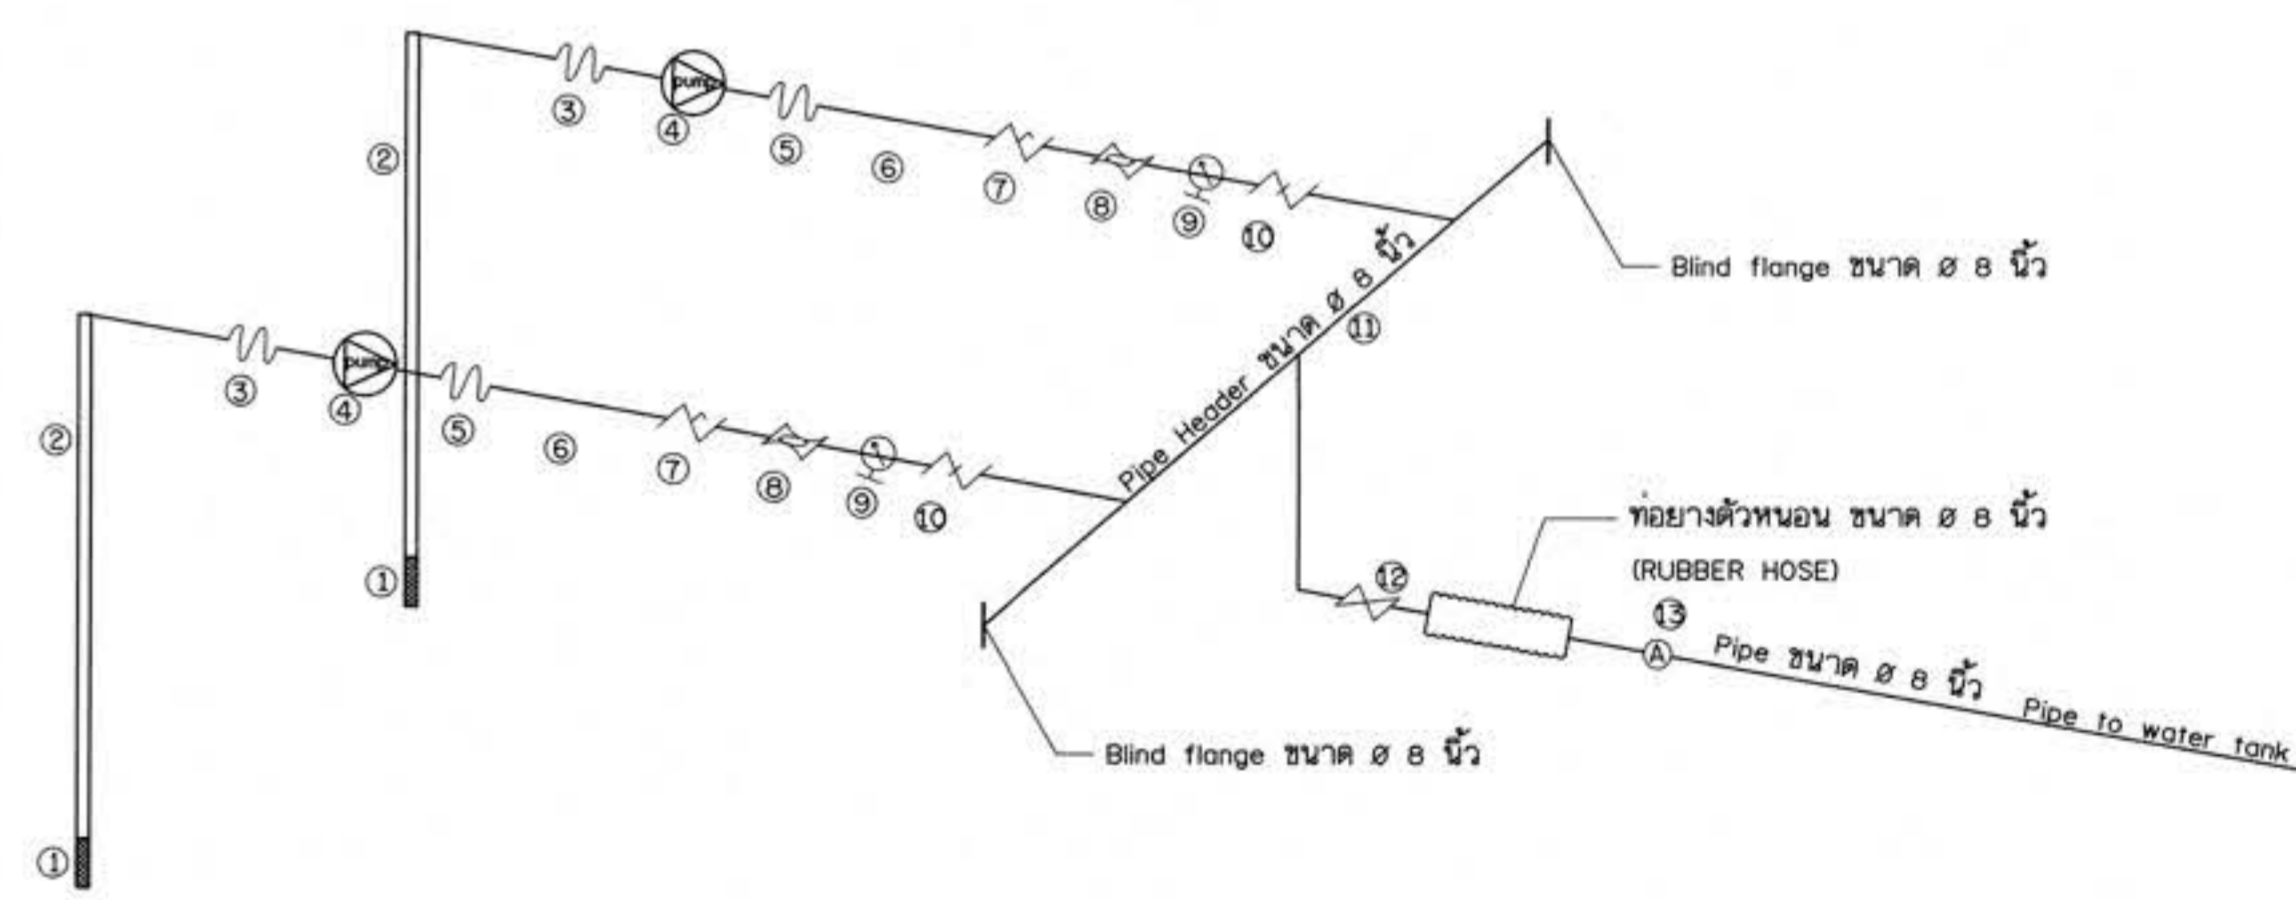 ③
pump
④
⑤
②
⑥
⑦
⑧
⑨
⑩
Blind flange ขนาด Ø 8 นิ้ว
Pipe Header ขนาด Ø 8 นิ้ว
⑪
③
pump
④
②
⑤
⑥
⑦
⑧
⑨
⑩
①
ท่อยางตัวหนอน ขนาด Ø 8 นิ้ว
(RUBBER HOSE)
⑫
⑬
A
Pipe ขนาด Ø 8 นิ้ว
Pipe to water tank
Blind flange ขนาด Ø 8 นิ้ว
①